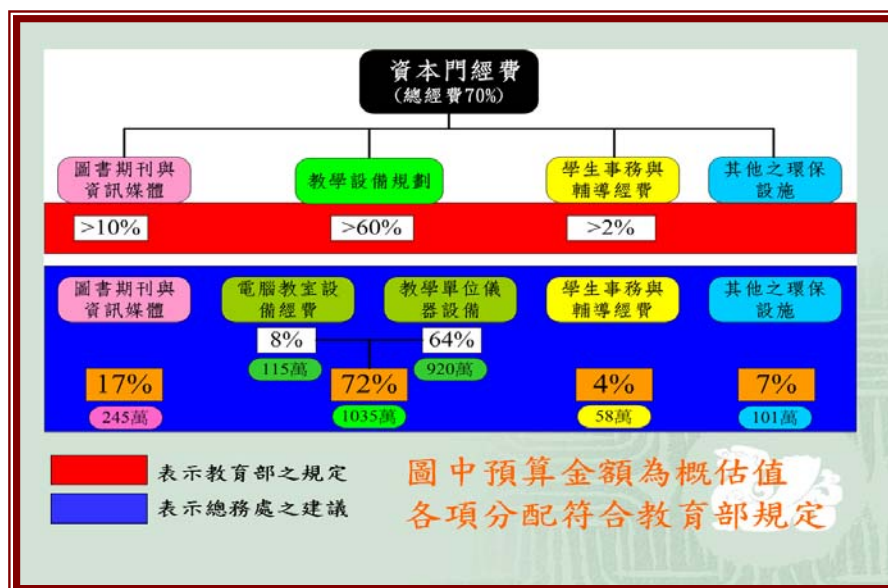 資本門經費
(總經費70%)
圖書期刊與
資訊媒體
教學設備規劃
學生事務與
輔導經費
其他之環保
設施
>10%
>60%
>2%
圖書期刊與
資訊媒體
電腦教室設
備經費
教學單位儀
器設備
學生事務與
輔導經費
其他之環保
設施
8%
64%
115萬
920萬
17%
72%
4%
7%
245萬
1035萬
58萬
101萬
表示教育部之規定
表示總務處之建議
圖中預算金額為概估值
各項分配符合教育部規定